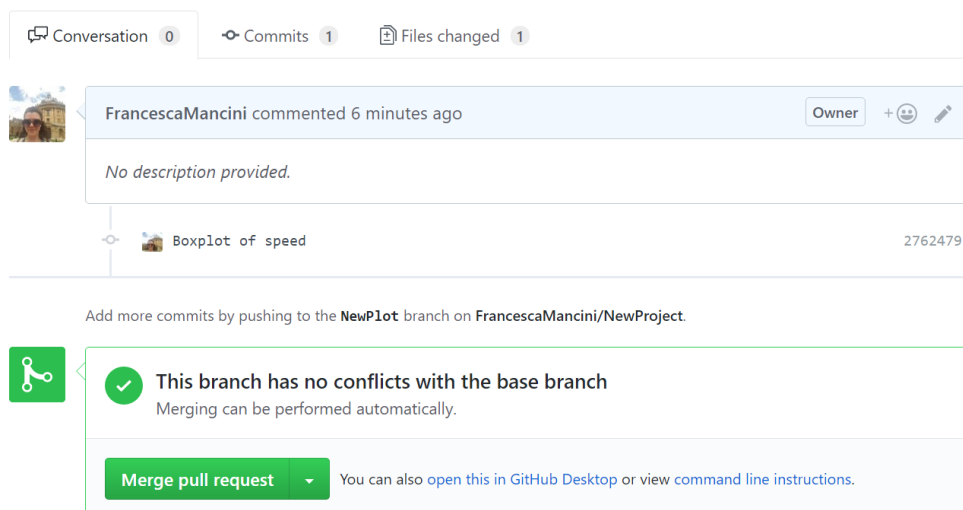 Conversation 0 Commits 1 Files changed 1
FrancescaMancini commented 6 minutes ago Owner +
No description provided.
Boxplot of speed 2762479
Add more commits by pushing to the NewPlot branch on FrancescaMancini/NewProject.
This branch has no conflicts with the base branch
Merging can be performed automatically.
Merge pull request You can also open this in GitHub Desktop or view command line instructions.